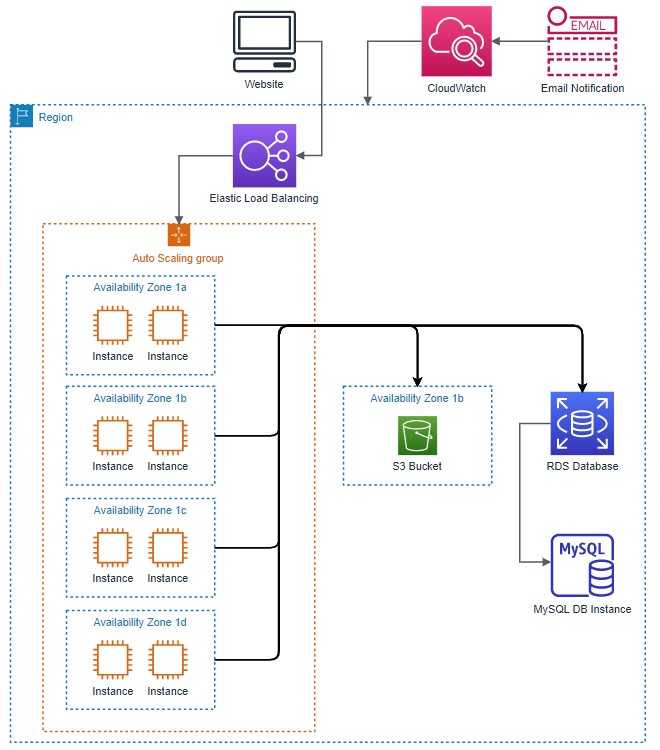 EMAIL
Website
CloudWatch
Email Notification
Region
Elastic Load Balancing
Auto Scaling group
Availability Zone 1a
Instance
Instance
Availability Zone 1b
Instance
Instance
Availability Zone 1c
Instance
Instance
Availability Zone 1d
Instance
Instance
Availability Zone 1b
S3 Bucket
RDS Database
MySQL
MySQL DB Instance